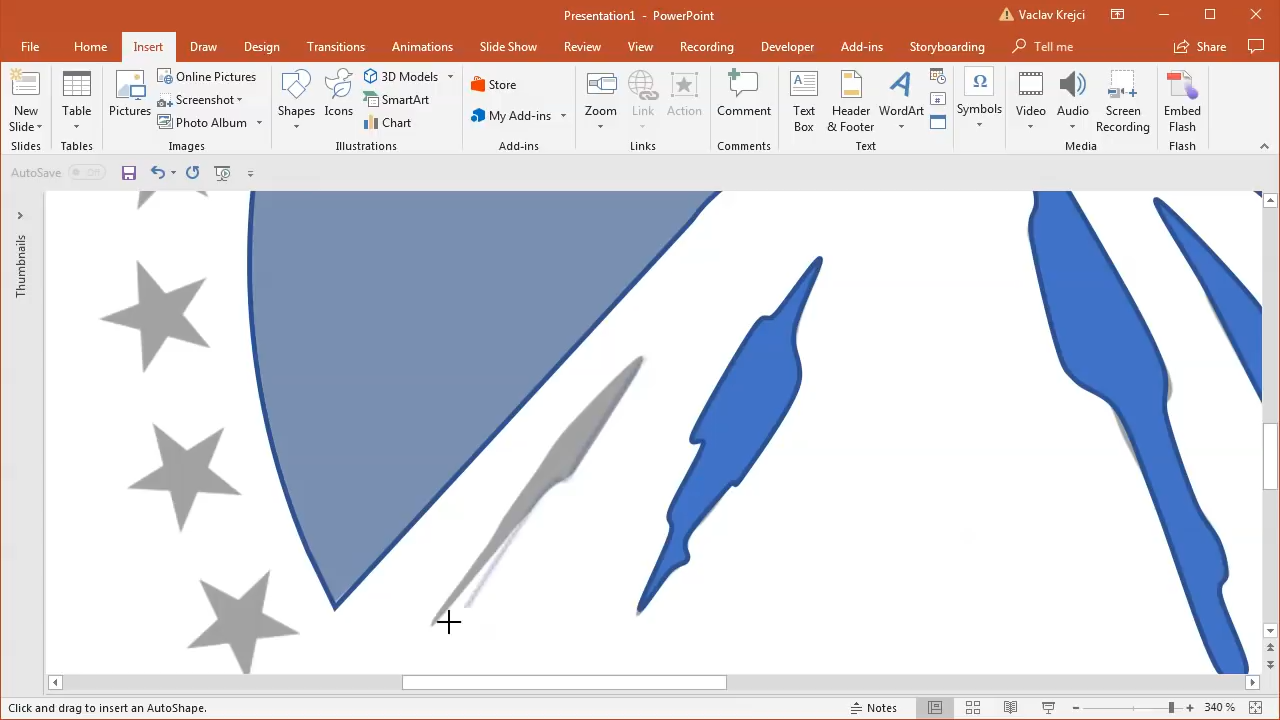 Presentation1 - PowerPoint
Vaclav Krejci
File Home Insert Draw Design Transitions Animations Slide Show Review View Recording Developer Add-ins Storyboarding Tell me Share
New Slide
Table
Pictures
Online Pictures
Screenshot
Photo Album
Shapes
Icons
3D Models
SmartArt
Chart
Store
My Add-ins
Zoom
Link
Action
Comment
Text Box
Header & Footer
WordArt
Symbols
Video
Audio
Screen Recording
Embed Flash
Slides Tables Images Illustrations Add-ins Links Comments Text Media Flash
AutoSave Off
Thumbnails
Click and drag to insert an AutoShape.
Notes
340 %